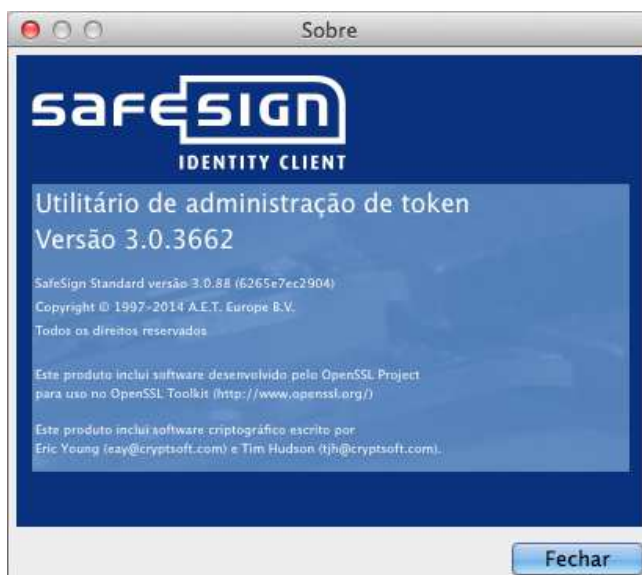 Sobre
safesign
IDENTITY CLIENT
Utilitário de administração de token
Versão 3.0.3662
SafeSign Standard versão 3.0.88 (6265e7ec2904)
Copyright © 1997-2014 A.E.T. Europe B.V.
Todos os direitos reservados
Este produto inclui software desenvolvido pelo OpenSSL Project
para uso no OpenSSL Toolkit (http://www.openssl.org/)
Este produto inclui software criptográfico escrito por
Eric Young (eay@cryptsoft.com) e Tim Hudson (tjh@cryptsoft.com).
Fechar